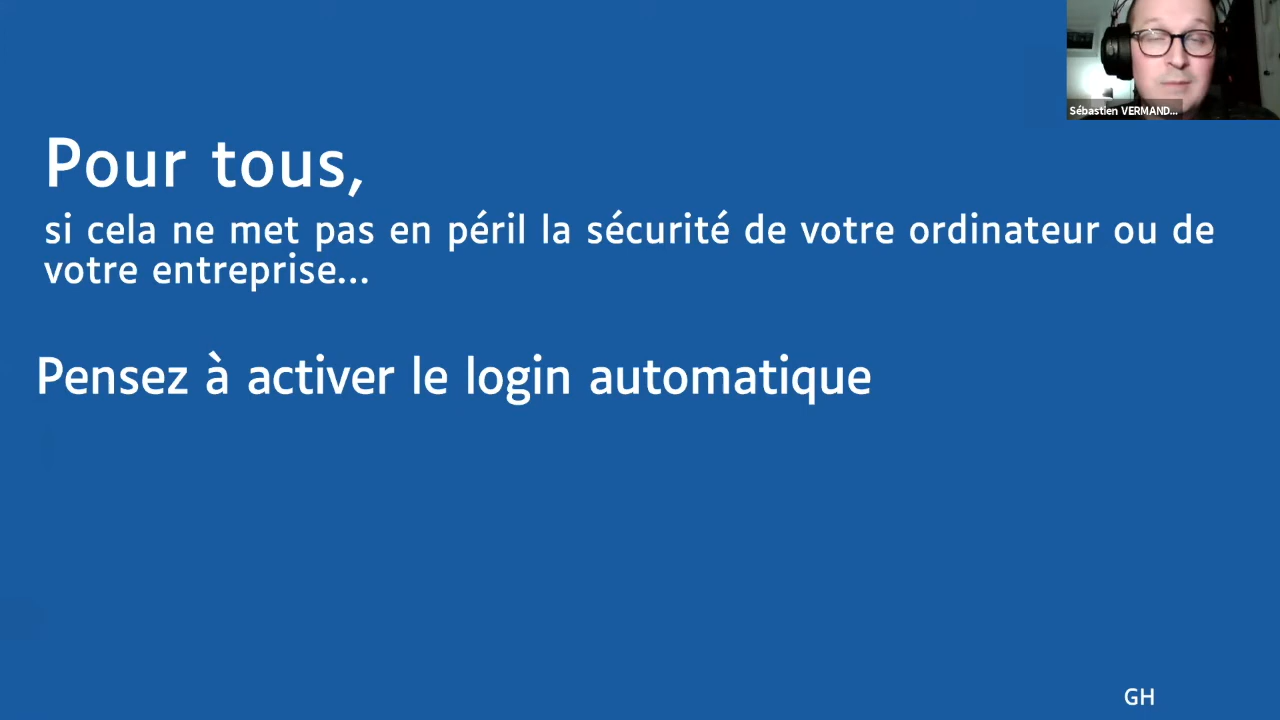 Sébastien VERMAND...
Pour tous,
si cela ne met pas en péril la sécurité de votre ordinateur ou de
votre entreprise...
Pensez à activer le login automatique
GH